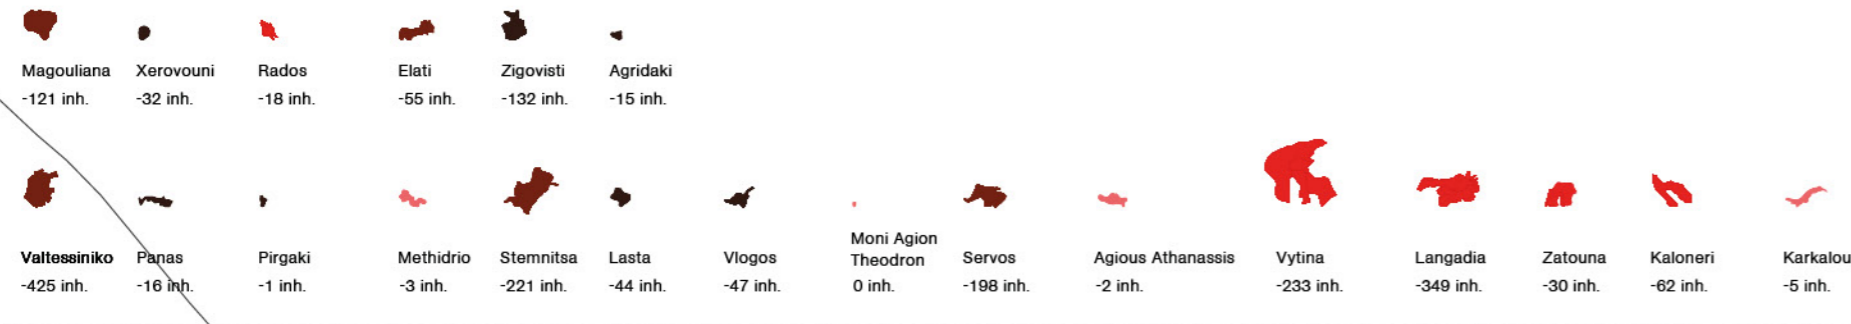 Magouliana Xerovouni Rados Elati Zigovisti Agridaki
-121 inh. -32 inh. -18 inh. -55 inh. -132 inh. -15 inh.
Moni Agion
Valtessiniko Panas Pirgaki Methidrio Stemnitsa Lasta Vlogos Theodron Servos Agious Athanassis Vytina Langadia Zatouna Kaloneri Karkalou
-425 inh. -16 inh. -1 inh. -3 inh. -221 inh. -44 inh. -47 inh. 0 inh. -198 inh. -2 inh. -233 inh. -349 inh. -30 inh. -62 inh. -5 inh.